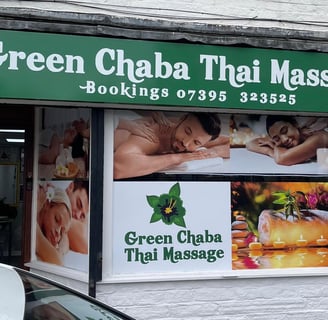 Green Chaba Thai Mass
Bookings 07395 323525
Green Chaba
Thai Massage